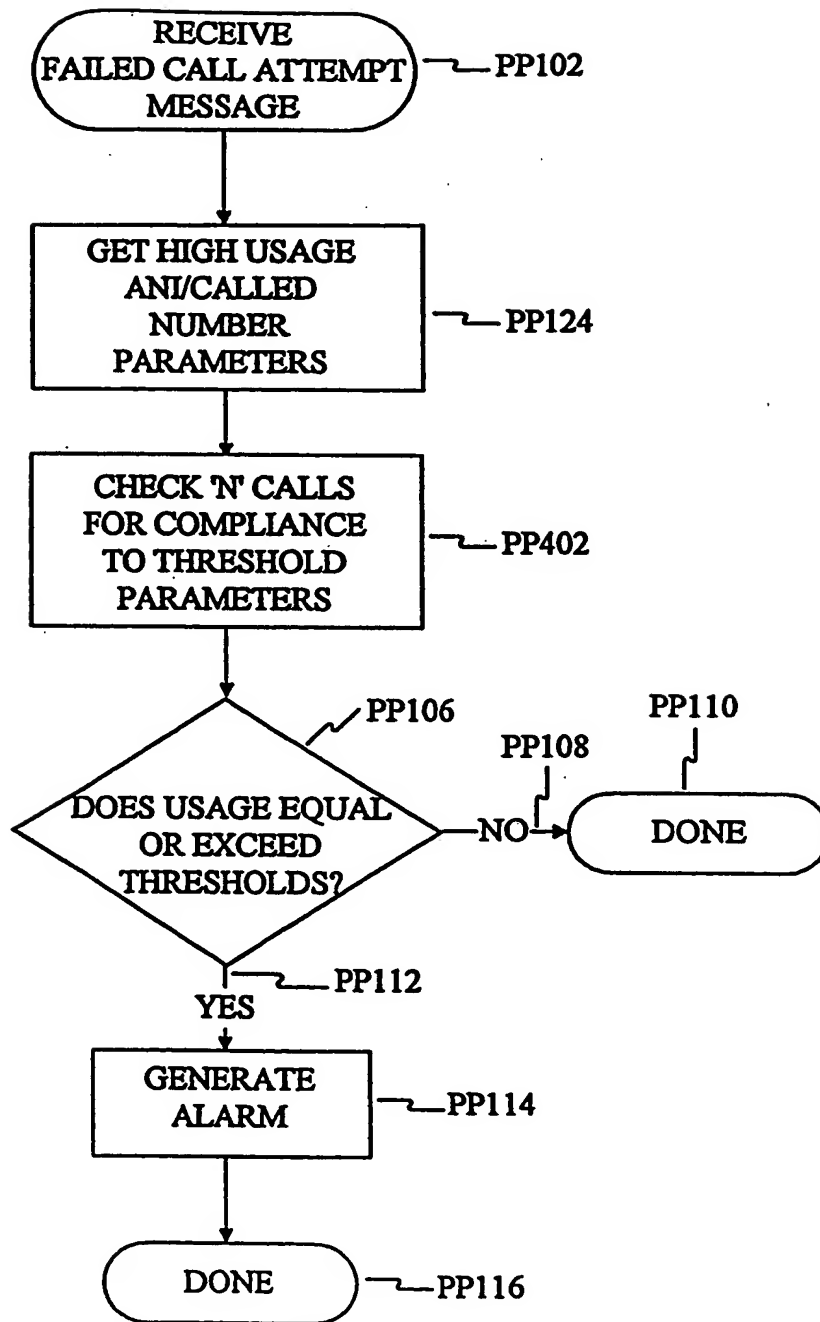 RECEIVE
FAILED CALL ATTEMPT
MESSAGE
PP102
GET HIGH USAGE
ANI/CALLED
NUMBER
PARAMETERS
PP124
CHECK 'N' CALLS
FOR COMPLIANCE
TO THRESHOLD
PARAMETERS
PP402
PP106
DOES USAGE EQUAL
OR EXCEED
THRESHOLDS?
PP108
NO
PP110
DONE
PP112
YES
GENERATE
ALARM
PP114
DONE
PP116